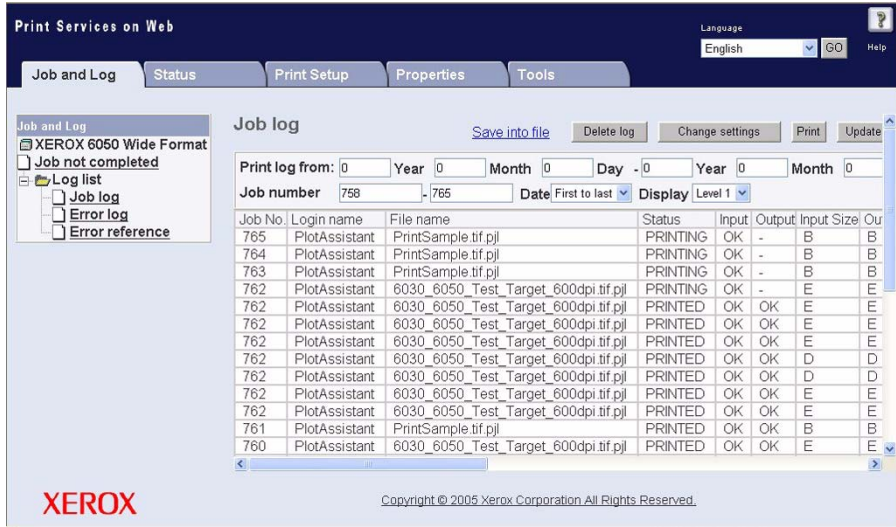 Print Services on Web
Language
English GO Help
Job and Log Status Print Setup Properties Tools
Job and Log
XEROX 6050 Wide Format
Job not completed
Log list
Job log
Error log
Error reference
Job log Save into file Delete log Change settings Print Update
Print log from: 0 Year 0 Month 0 Day - 0 Year 0 Month 0
Job number 758 - 765 Date First to last Display Level 1
Job No. Login name File name Status Input Output Input Size Ou
765 PlotAssistant PrintSample.tif.pjl PRINTING OK - B B
764 PlotAssistant PrintSample.tif.pjl PRINTING OK - B B
763 PlotAssistant PrintSample.tif.pjl PRINTING OK - B B
762 PlotAssistant 6030_6050_Test_Target_600dpi.tif.pjl PRINTING OK - E E
762 PlotAssistant 6030_6050_Test_Target_600dpi.tif.pjl PRINTED OK OK E E
762 PlotAssistant 6030_6050_Test_Target_600dpi.tif.pjl PRINTED OK OK E E
762 PlotAssistant 6030_6050_Test_Target_600dpi.tif.pjl PRINTED OK OK E E
762 PlotAssistant 6030_6050_Test_Target_600dpi.tif.pjl PRINTED OK OK D D
762 PlotAssistant 6030_6050_Test_Target_600dpi.tif.pjl PRINTED OK OK D D
762 PlotAssistant 6030_6050_Test_Target_600dpi.tif.pjl PRINTED OK OK E E
762 PlotAssistant 6030_6050_Test_Target_600dpi.tif.pjl PRINTED OK OK E E
761 PlotAssistant PrintSample.tif.pjl PRINTED OK OK B B
760 PlotAssistant 6030_6050_Test_Target_600dpi.tif.pjl PRINTED OK OK E E
XEROX Copyright © 2005 Xerox Corporation All Rights Reserved.